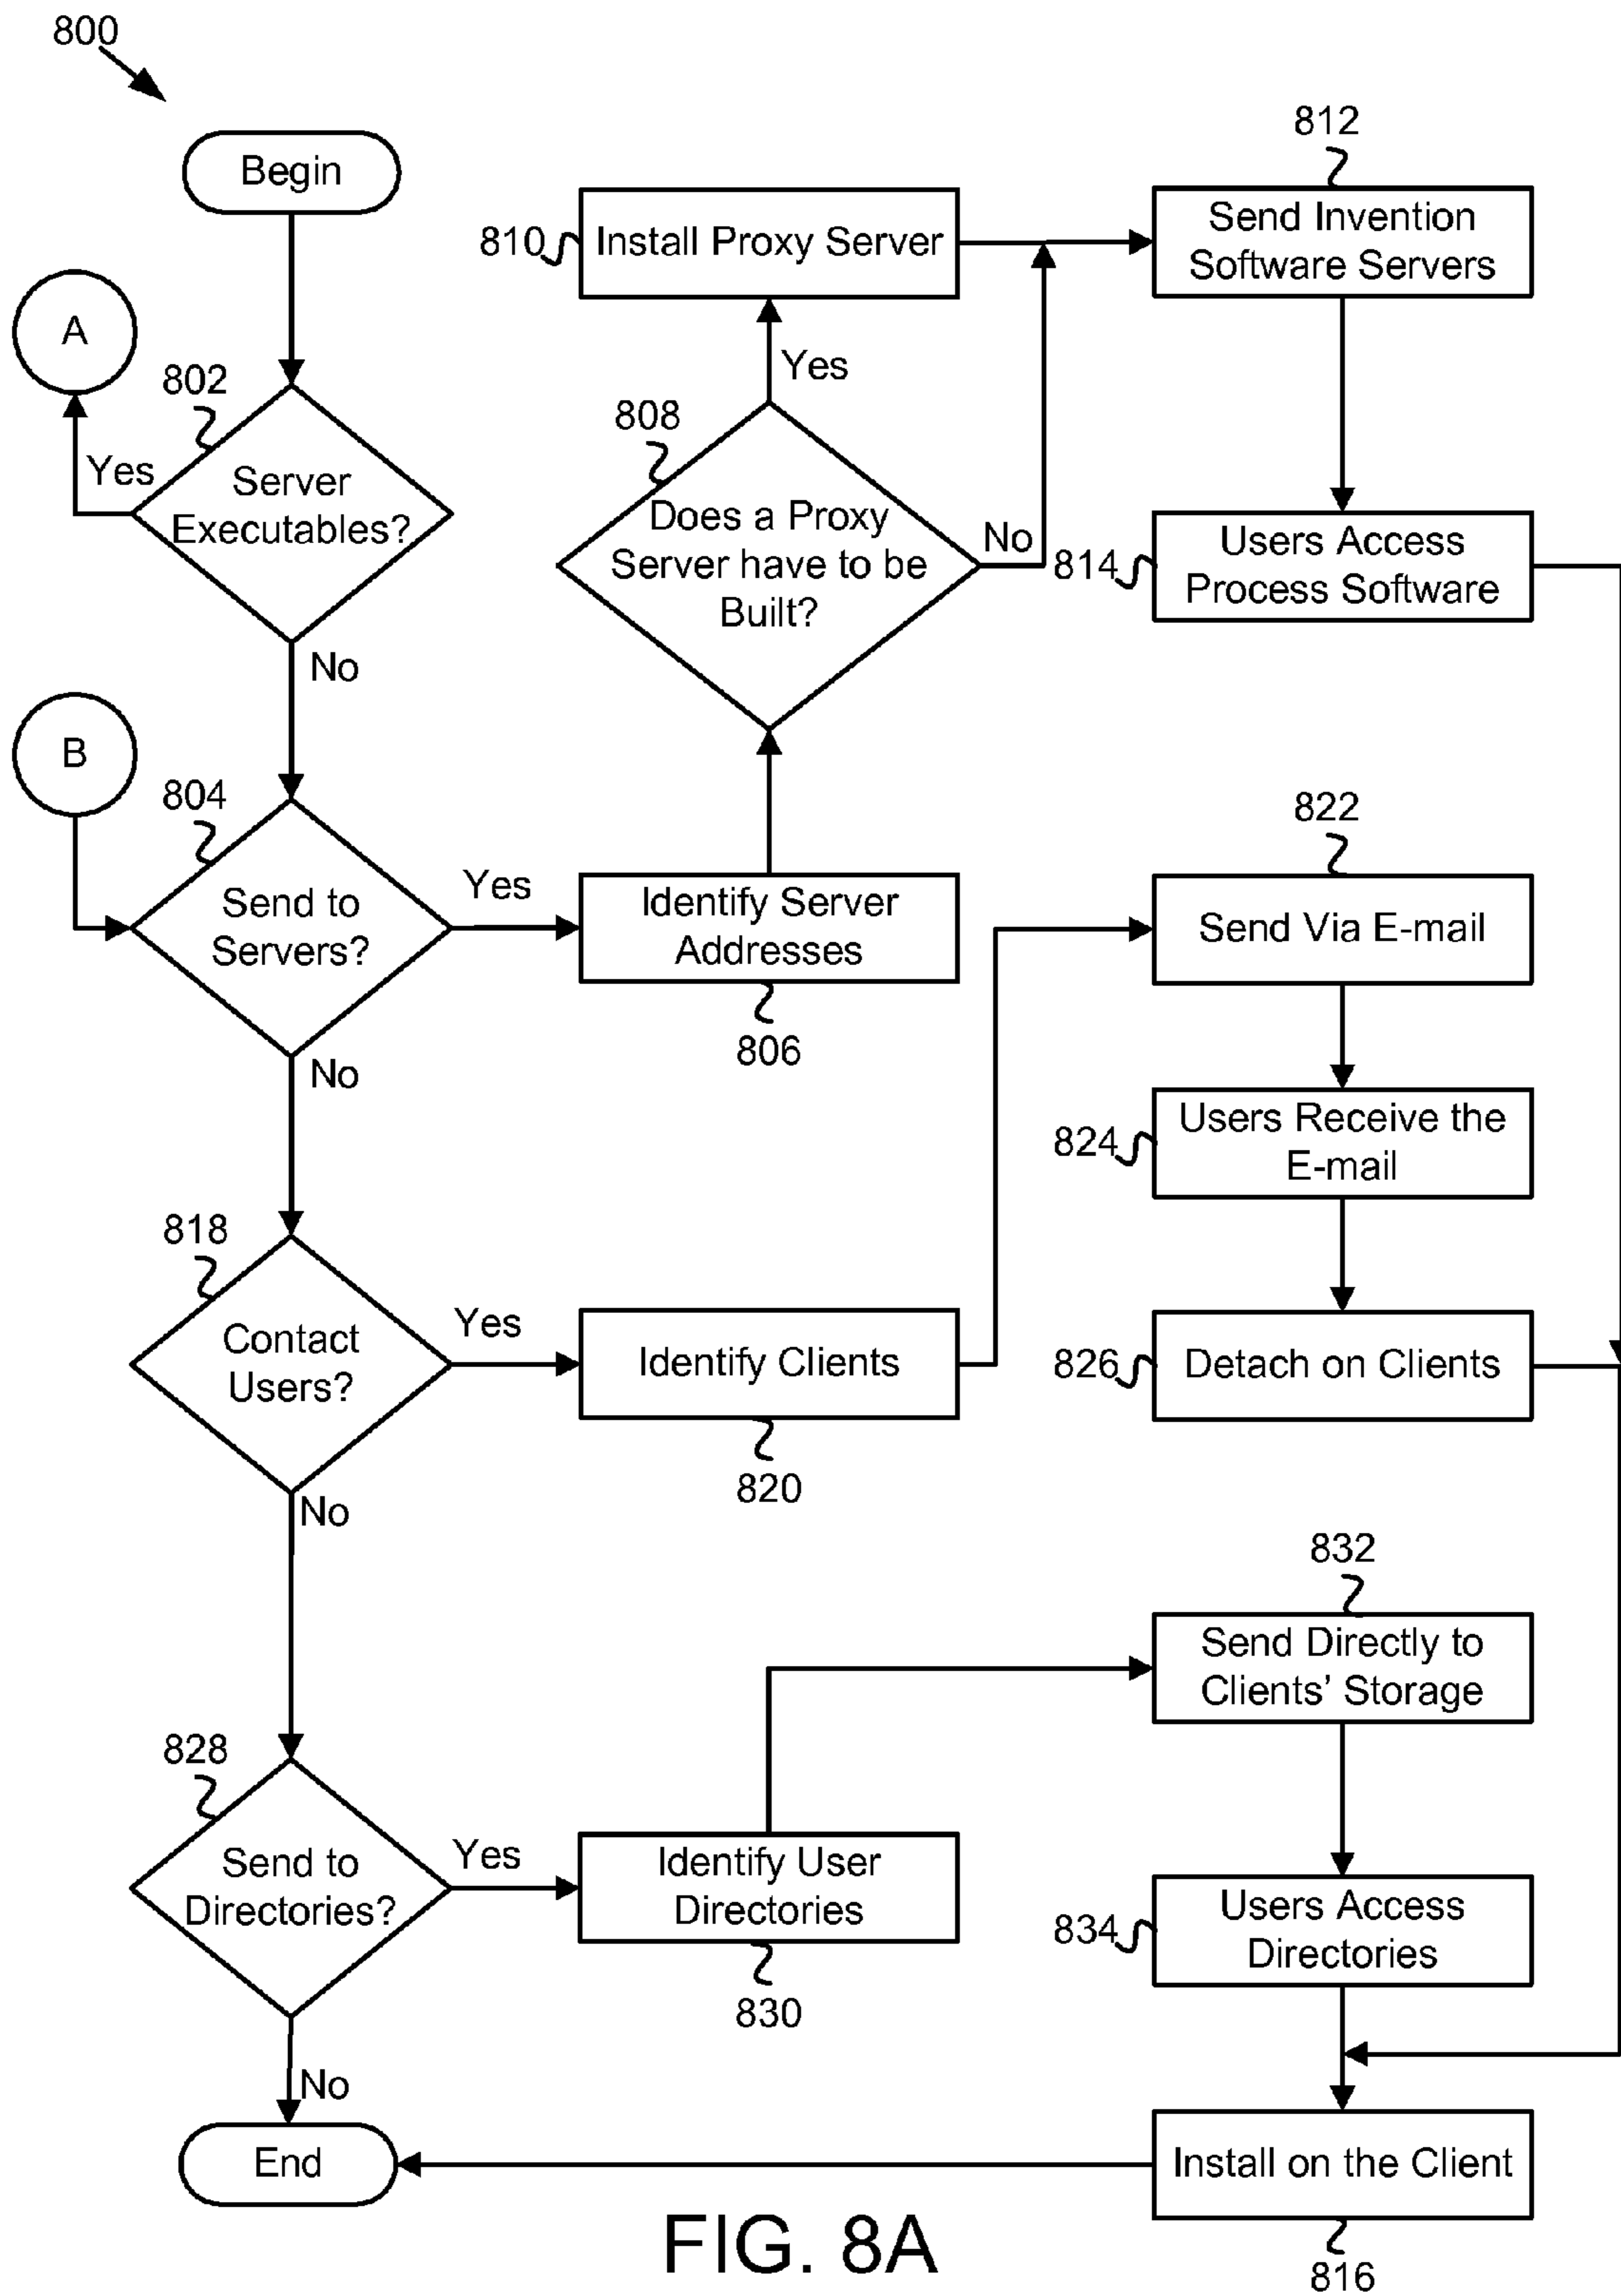 800
Begin
A
802
Yes
Server
Executables?
No
B
804
Send to
Servers?
Yes
No
Identify Server
Addresses
806
808
Does a Proxy
Server have to be
Built?
Yes
No
810
Install Proxy Server
812
Send Invention
Software Servers
814
Users Access
Process Software
818
Contact
Users?
Yes
No
Identify Clients
820
822
Send Via E-mail
824
Users Receive the
E-mail
826
Detach on Clients
828
Send to
Directories?
Yes
No
Identify User
Directories
830
832
Send Directly to
Clients’ Storage
834
Users Access
Directories
Install on the Client
816
End
FIG. 8A